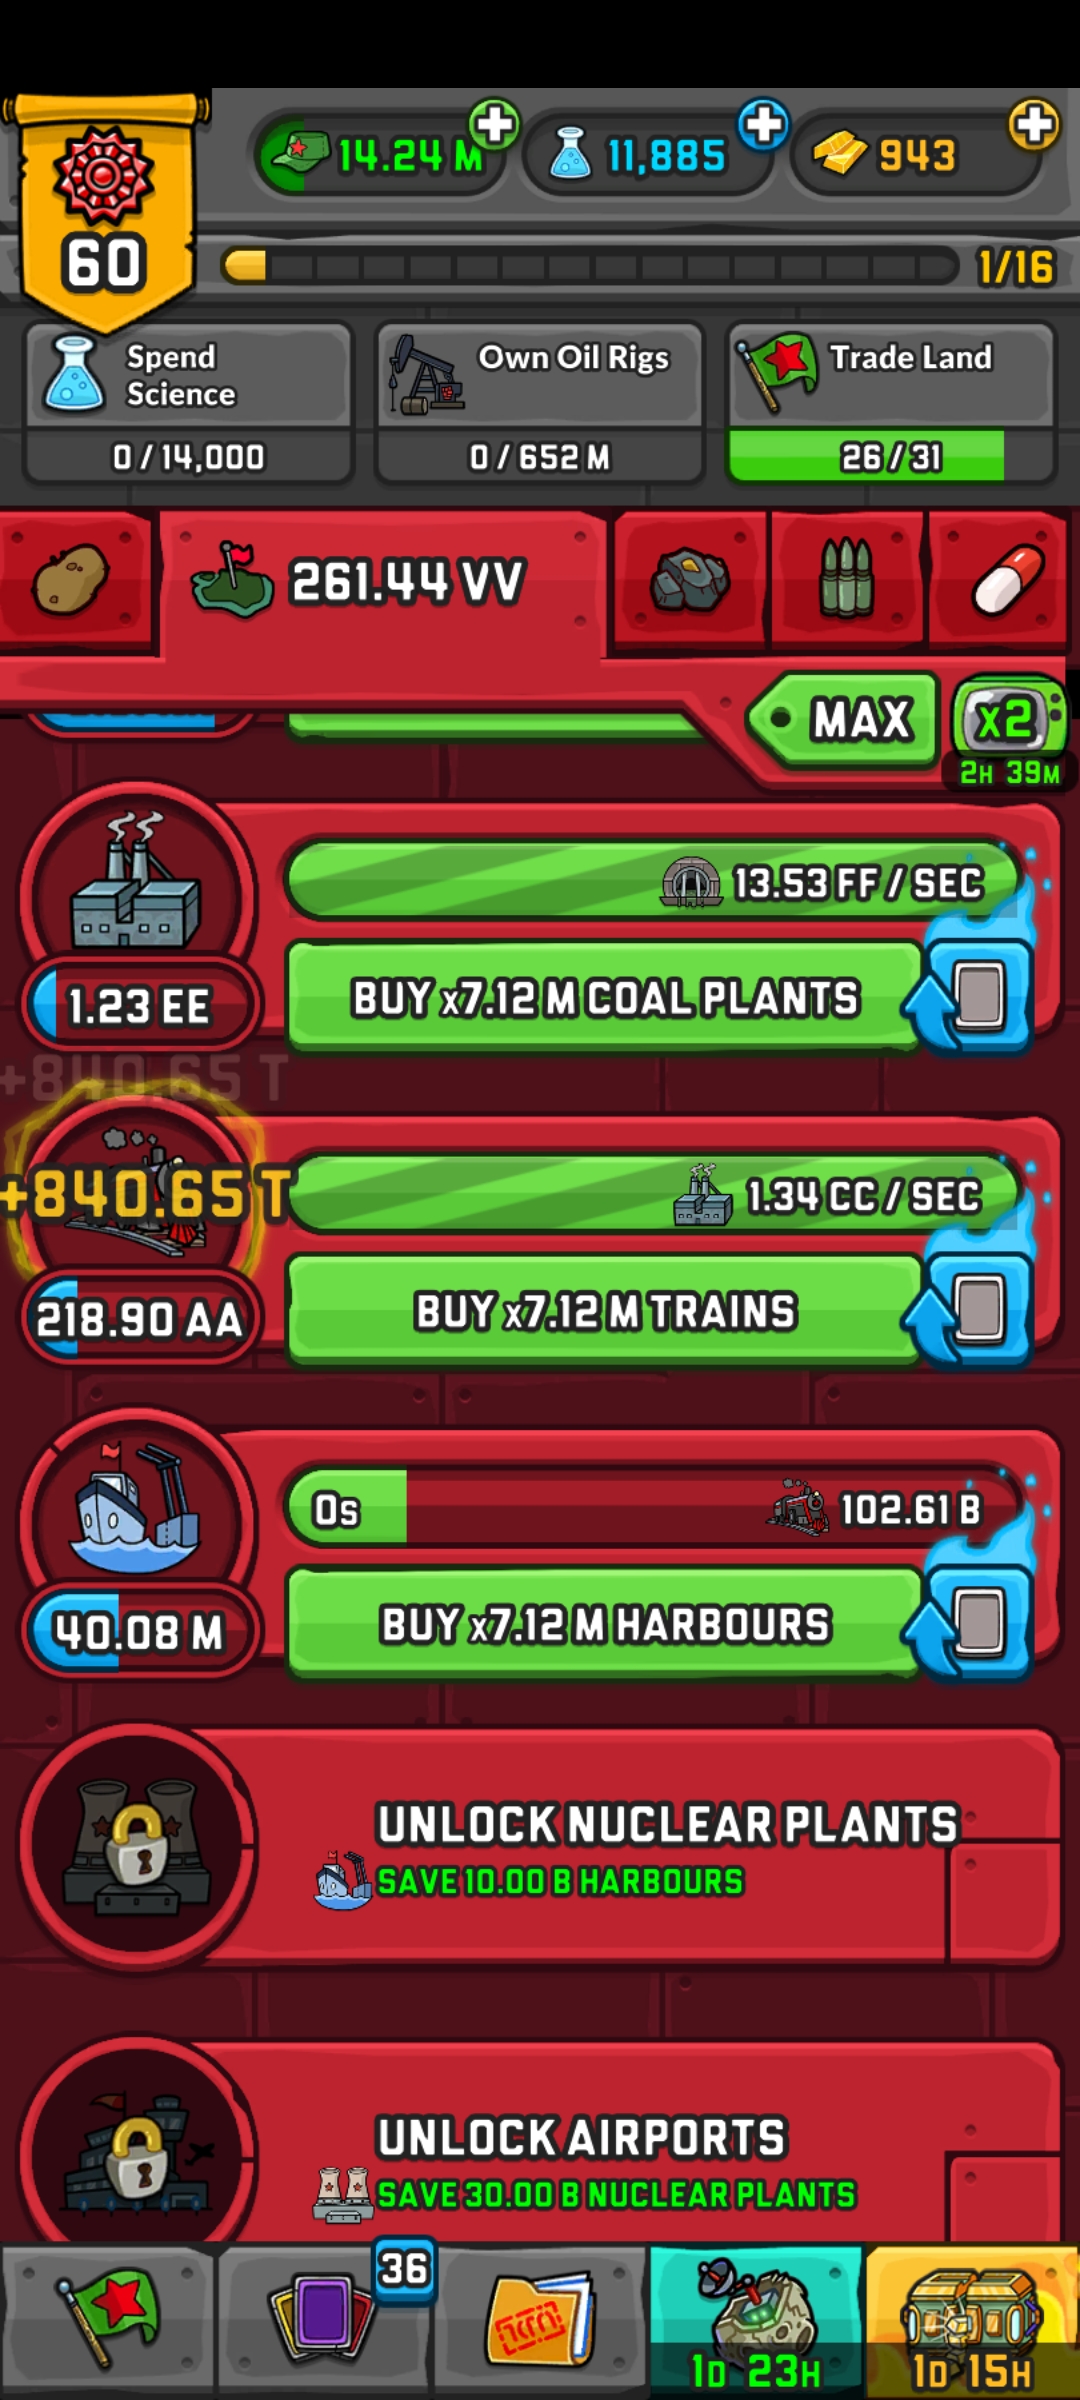 14.24 M
11,885
943
60
1/16
Spend
Science
0/14,000
Own Oil Rigs
0/652 M
Trade Land
26/31
261.44 VV
MAX
x2
2H 39M
13.53 FF / SEC
BUY x7.12 M COAL PLANTS
1.23 EE
+840.65 T
+840.65 T
1.34 CC / SEC
BUY x7.12 M TRAINS
218.90 AA
0s
102.61 B
BUY x7.12 M HARBOURS
40.08 M
UNLOCK NUCLEAR PLANTS
SAVE 10.00 B HARBOURS
UNLOCK AIRPORTS
SAVE 30.00 B NUCLEAR PLANTS
36
1D 23H
1D 15H